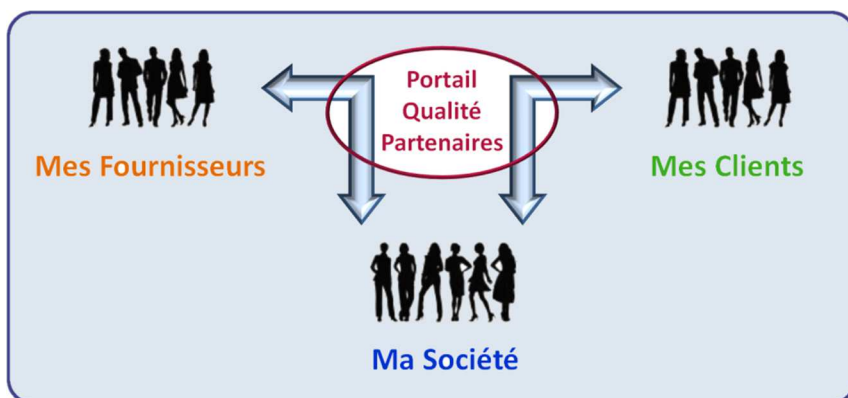 Portail
Qualité
Partenaires
Mes Fournisseurs
Mes Clients
Ma Société